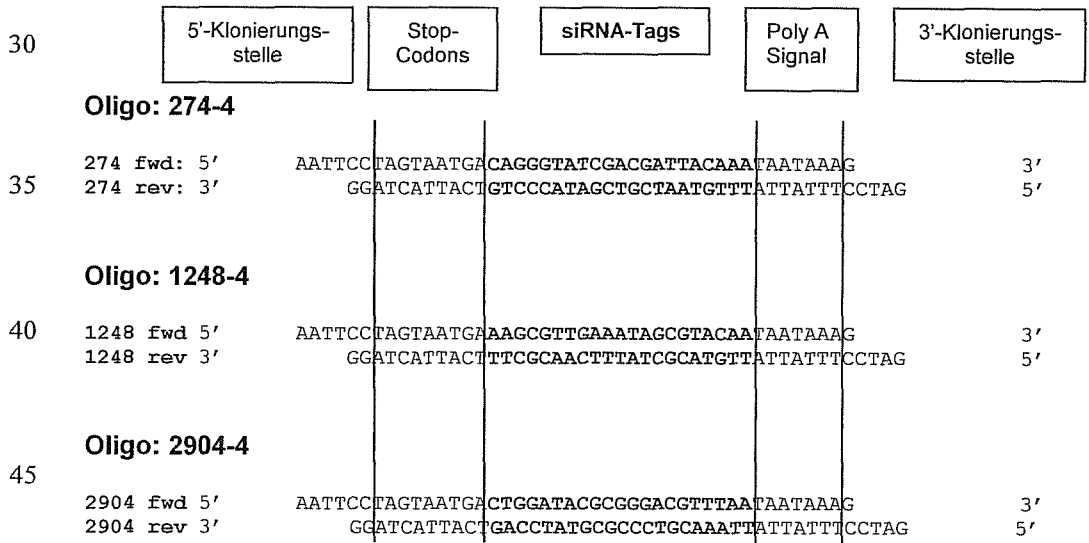 30
5'-Klonierungs-
stelle
Stop-
Codons
siRNA-Tags
Poly A
Signal
3'-Klonierungs-
stelle
Oligo: 274-4
274 fwd: 5' AATTCCTAGTAATGACAGGGTATCGACGATTACAAATAATAAAG 3'
35
274 rev: 3' GGATCATTACTGTCCCATAGCTGCTAATGTTTATTATTTCCTAG 5'
Oligo: 1248-4
40
1248 fwd 5' AATTCCTAGTAATGAAAGCGTTGAAATAGCGTACAATAATAAAG 3'
1248 rev 3' GGATCATTACTTTCGCAACTTTATCGCATGTTATTATTTCCTAG 5'
Oligo: 2904-4
45
2904 fwd 5' AATTCCTAGTAATGACTGGATACGCGGGACGTTTAATAATAAAG 3'
2904 rev 3' GGATCATTACTGACCTATGCGCCCTGCAAATTATTATTTCCTAG 5'